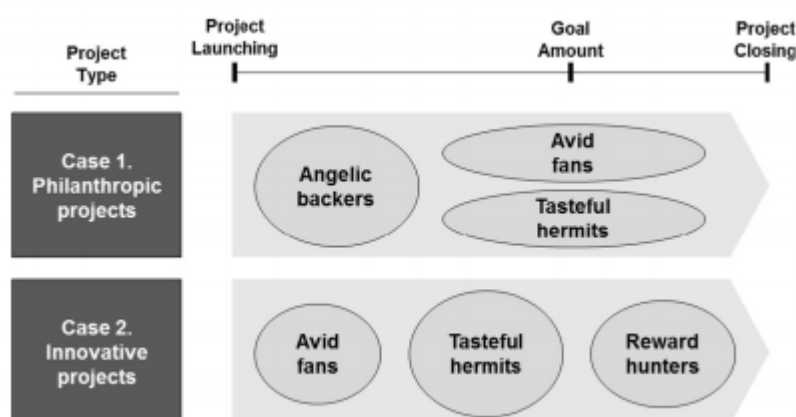 Project
Launching
Goal
Amount
Project
Closing
Project
Type
Case 1.
Philanthropic
projects
Angelic
backers
Avid
fans
Tasteful
hermits
Case 2.
Innovative
projects
Avid
fans
Tasteful
hermits
Reward
hunters